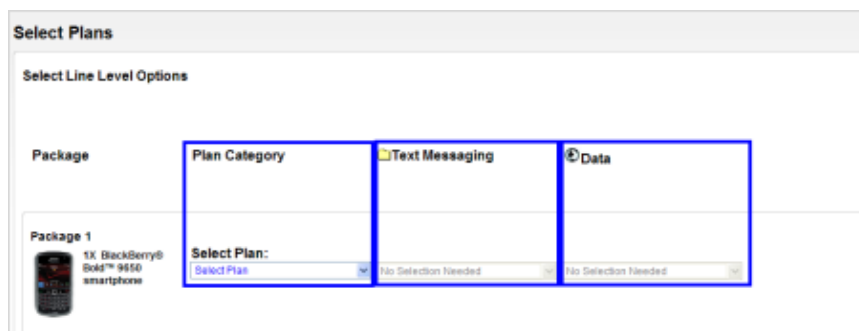 Select Plans
Select Line Level Options
Package
Plan Category
Text Messaging
Data
Package 1
1X BlackBerry®
Bold™ 9650
smartphone
Select Plan:
Select Plan
No Selection Needed
No Selection Needed